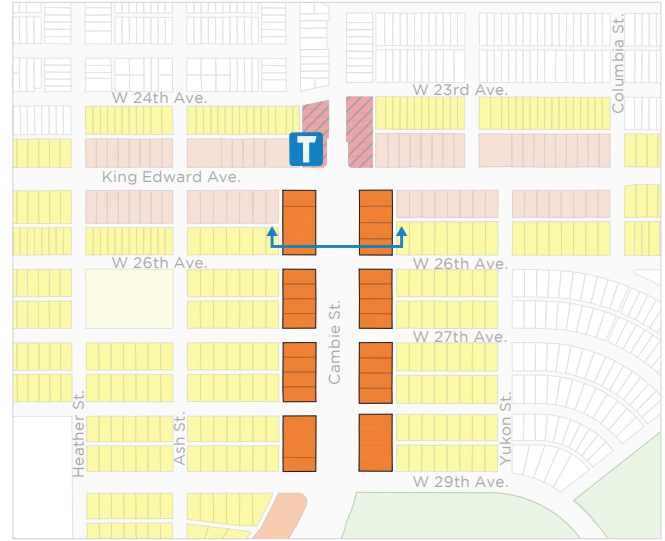 Columbia St.
W 24th Ave.
W 23rd Ave.
T
King Edward Ave.
W 26th Ave.
W 26th Ave.
Cambie St.
W 27th Ave.
Heather St.
Ash St.
Yukon St.
W 29th Ave.